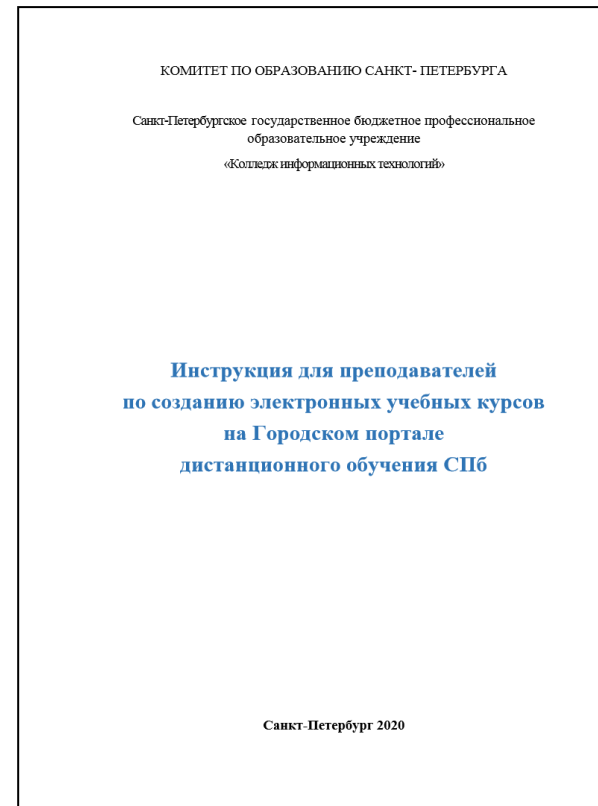 КОМИТЕТ ПО ОБРАЗОВАНИЮ САНКТ- ПЕТЕРБУРГА
Санкт-Петербургское государственное бюджетное профессиональное
образовательное учреждение
«Колледж информационных технологий»
Инструкция для преподавателей
по созданию электронных учебных курсов
на Городском портале
дистанционного обучения СПб
Санкт-Петербург 2020